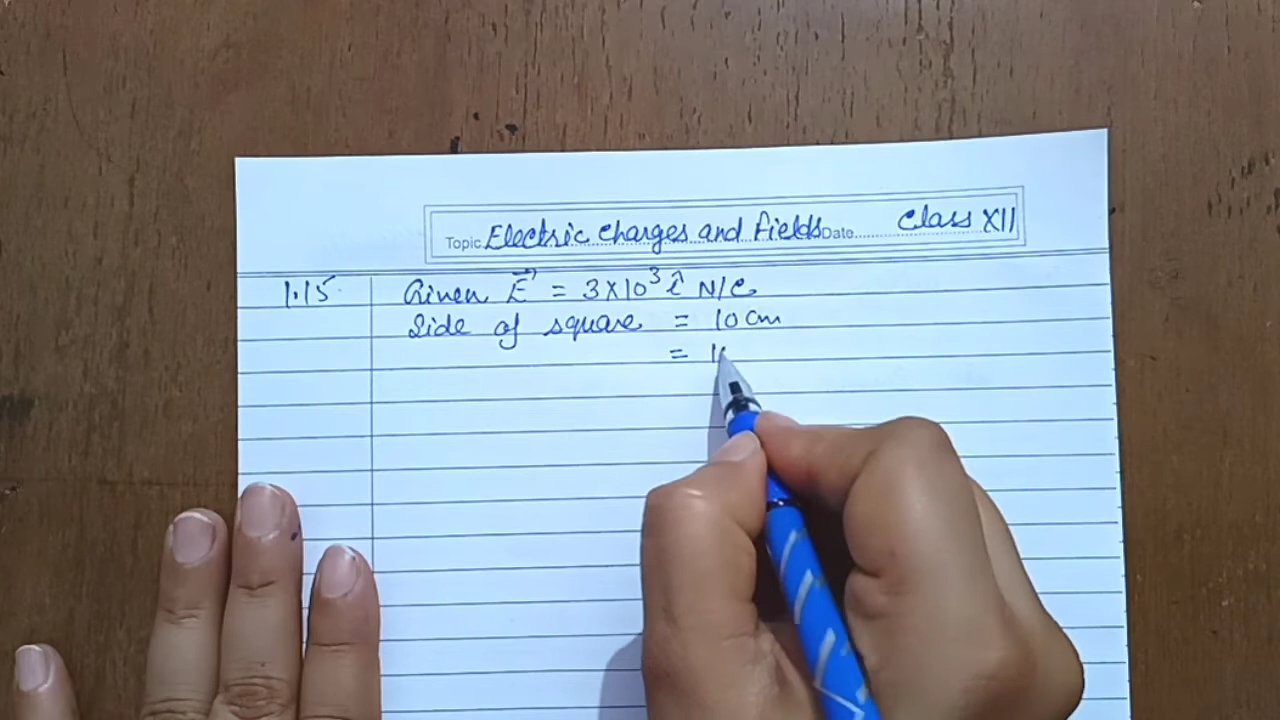 Topic Electric Charges and Fields Date Class XII
1.15 Given E⃗ = 3×10³ î N/C
Side of square = 10 cm
= 1